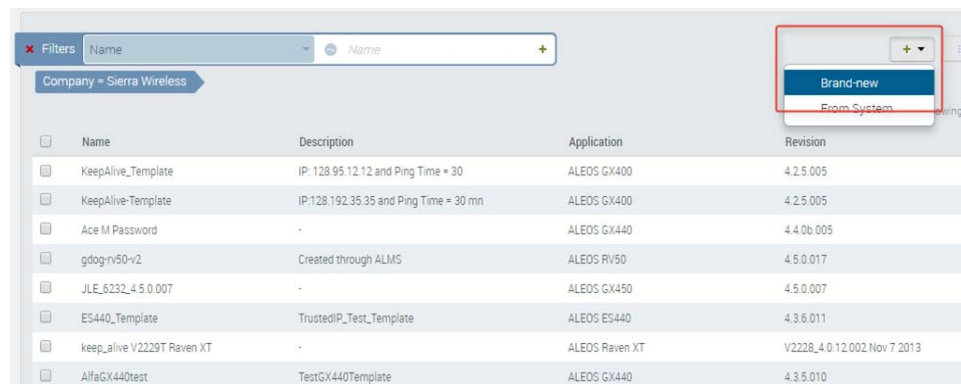 × Filters Name Name +
+
Company = Sierra Wireless
Brand-new
From System
Name Description Application Revision
KeepAlive_Template IP: 128.95.12.12 and Ping Time = 30 ALEOS GX400 4.2.5.005
KeepAlive-Template IP:128.192.35.35 and Ping Time = 30 mn ALEOS GX400 4.2.5.005
Ace M Password - ALEOS GX440 4.4.0b.005
gdog-rv50-v2 Created through ALMS ALEOS RV50 4.5.0.017
JLE_6232_4.5.0.007 - ALEOS GX450 4.5.0.007
ES440_Template TrustedIP_Test_Template ALEOS ES440 4.3.6.011
keep_alive V2229T Raven XT - ALEOS Raven XT V2228_4.0.12.002 Nov 7 2013
AlfaGX440test TestGX440Template ALEOS GX440 4.3.5.010